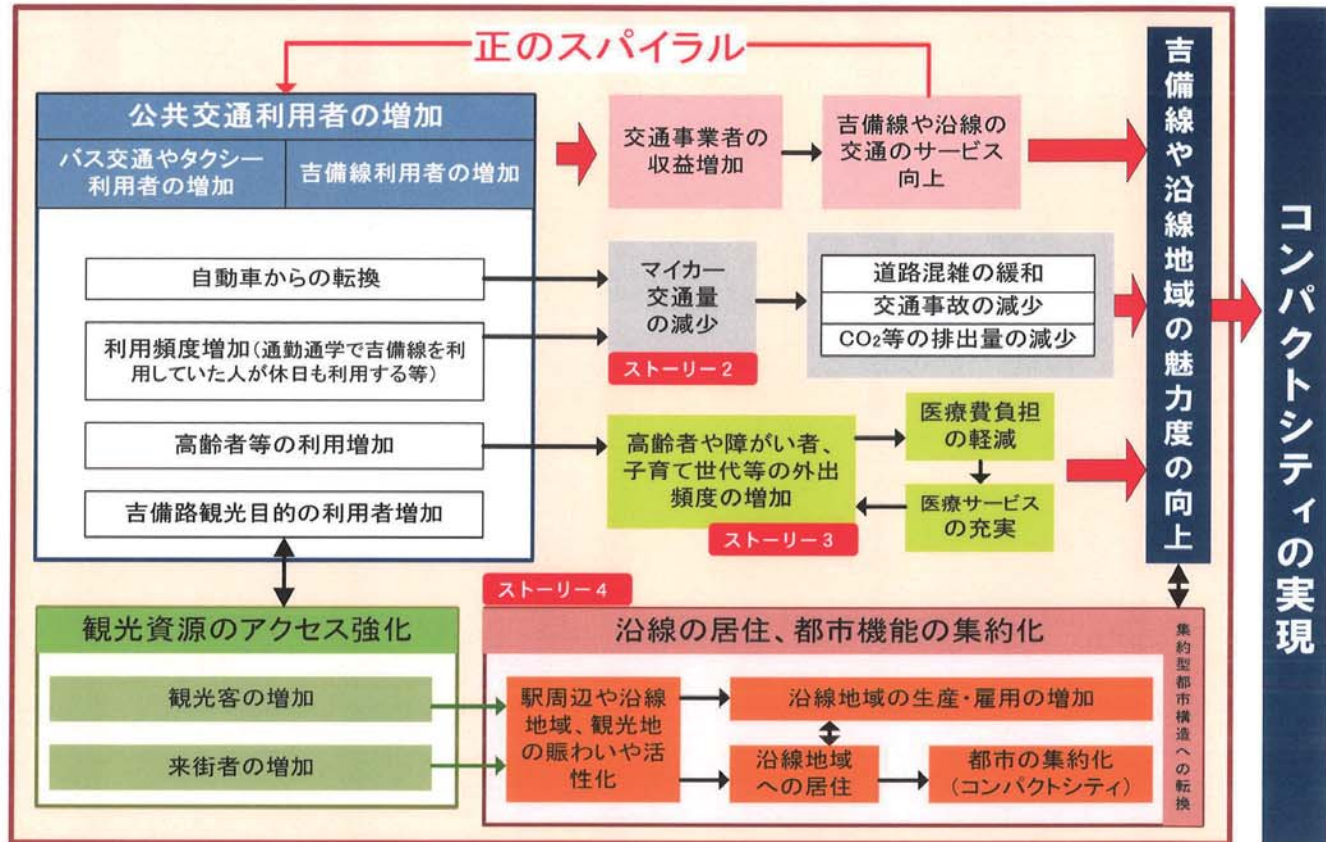 正のスパイラル
公共交通利用者の増加
バス交通やタクシー
利用者の増加
吉備線利用者の増加
自動車からの転換
利用頻度増加(通勤通学で吉備線を利
用していた人が休日も利用する等)
高齢者等の利用増加
吉備路観光目的の利用者増加
交通事業者の
収益増加
吉備線や沿線の
交通のサービス
向上
マイカー
交通量
の減少
ストーリー2
道路混雑の緩和
交通事故の減少
CO₂等の排出量の減少
高齢者や障がい者、
子育て世代等の外出
頻度の増加
ストーリー3
医療費負担
の軽減
医療サービス
の充実
観光資源のアクセス強化
観光客の増加
来街者の増加
ストーリー4
沿線の居住、都市機能の集約化
駅周辺や沿線
地域、観光地
の賑わいや活
性化
沿線地域の生産・雇用の増加
沿線地域
への居住
都市の集約化
(コンパクトシティ)
集約型都市構造への転換
吉備線や沿線地域の魅力度の向上
コンパクトシティの実現